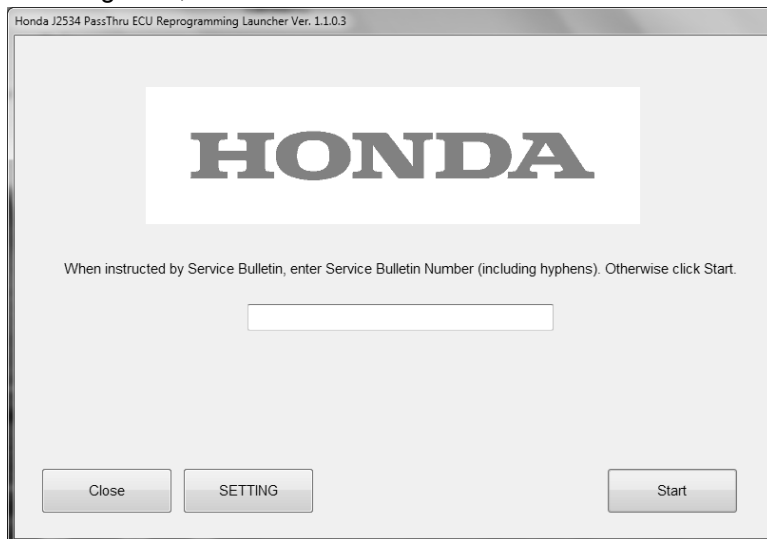 Honda J2534 PassThru ECU Reprogramming Launcher Ver. 1.1.0.3
HONDA
When instructed by Service Bulletin, enter Service Bulletin Number (including hyphens). Otherwise click Start.
Close
SETTING
Start